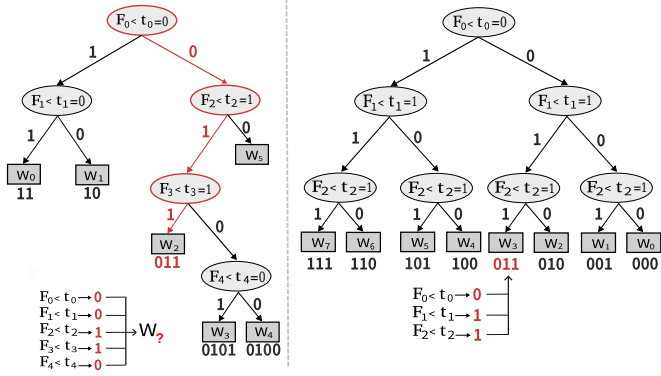 F₀< t₀=0
1
0
F₁< t₁=0
F₂< t₂=1
1
0
1
0
W₀
W₁
W₅
11
10
F₃< t₃=1
1
0
W₂
011
F₄< t₄=0
1
0
W₃
W₄
0101
0100
F₀< t₀→0
F₁< t₁→0
F₂< t₂→1
F₃< t₃→1
F₄< t₄→0
W?
F₀< t₀=0
1
0
F₁< t₁=1
F₁< t₁=1
1
0
1
0
F₂< t₂=1
F₂< t₂=1
F₂< t₂=1
F₂< t₂=1
1 0 1 0 1 0 1 0
W₇ W₆ W₅ W₄ W₃ W₂ W₁ W₀
111 110 101 100 011 010 001 000
F₀< t₀→0
F₁< t₁→1
F₂< t₂→1